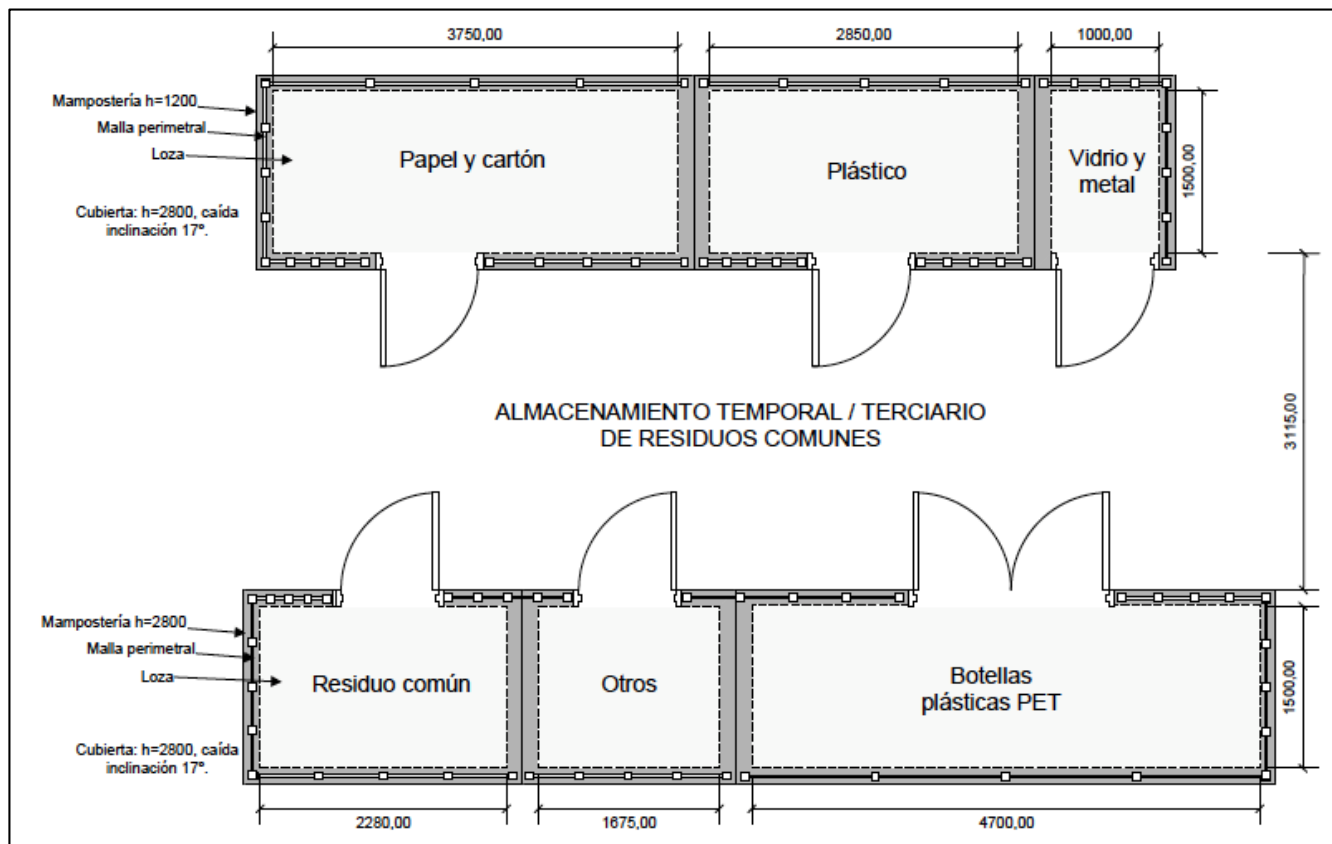 3750,00
2850,00
1000,00
Mampostería h=1200
Malla perimetral
Loza
Cubierta: h=2800, caída
inclinación 17º.
Papel y cartón
Plástico
Vidrio y
metal
1500,00
ALMACENAMIENTO TEMPORAL / TERCIARIO
DE RESIDUOS COMUNES
3115,00
Mampostería h=2800
Malla perimetral
Loza
Cubierta: h=2800, caída
inclinación 17º.
Residuo común
Otros
Botellas
plásticas PET
1500,00
2280,00
1675,00
4700,00